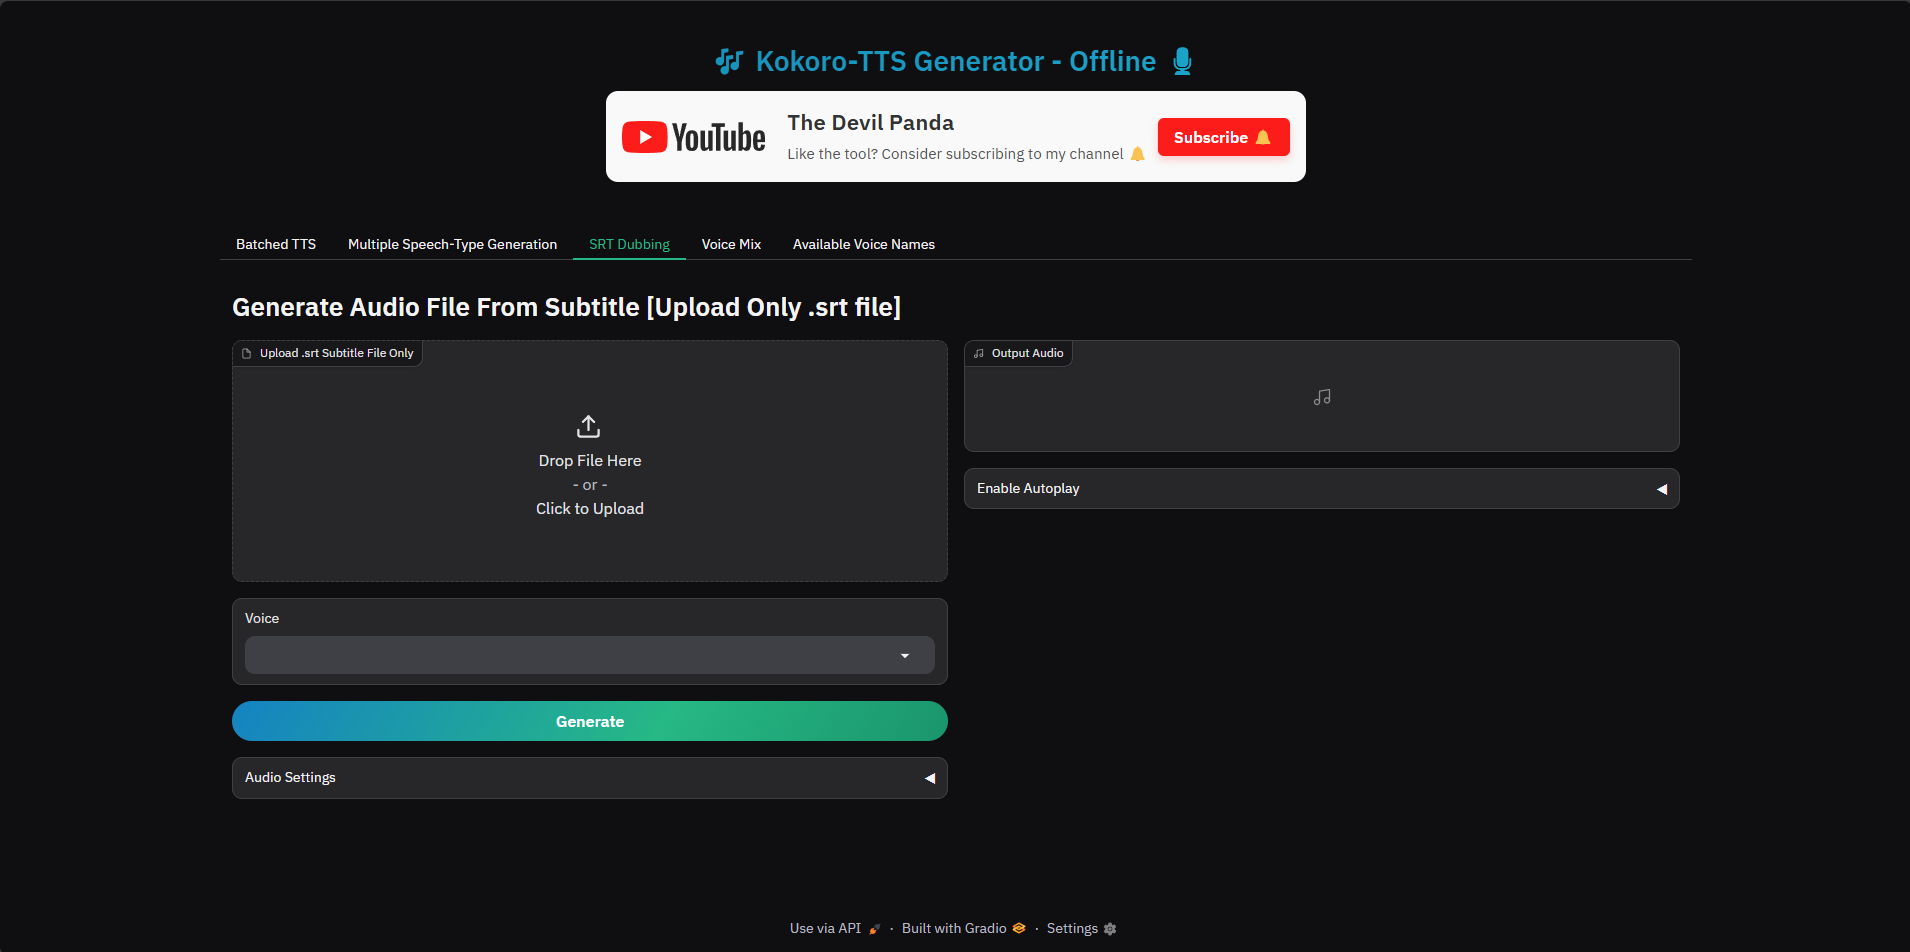 Kokoro-TTS Generator - Offline
YouTube
The Devil Panda
Like the tool? Consider subscribing to my channel
Subscribe
Batched TTS
Multiple Speech-Type Generation
SRT Dubbing
Voice Mix
Available Voice Names
Generate Audio File From Subtitle [Upload Only .srt file]
Upload .srt Subtitle File Only
Drop File Here
- or -
Click to Upload
Output Audio
Enable Autoplay
Voice
Generate
Audio Settings
Use via API · Built with Gradio · Settings